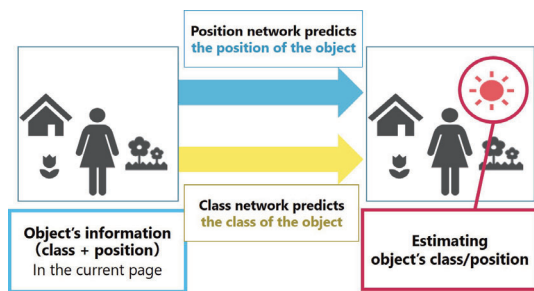 Position network predicts
the position of the object
Class network predicts
the class of the object
Object's information
(class + position)
In the current page
Estimating
object's class/position